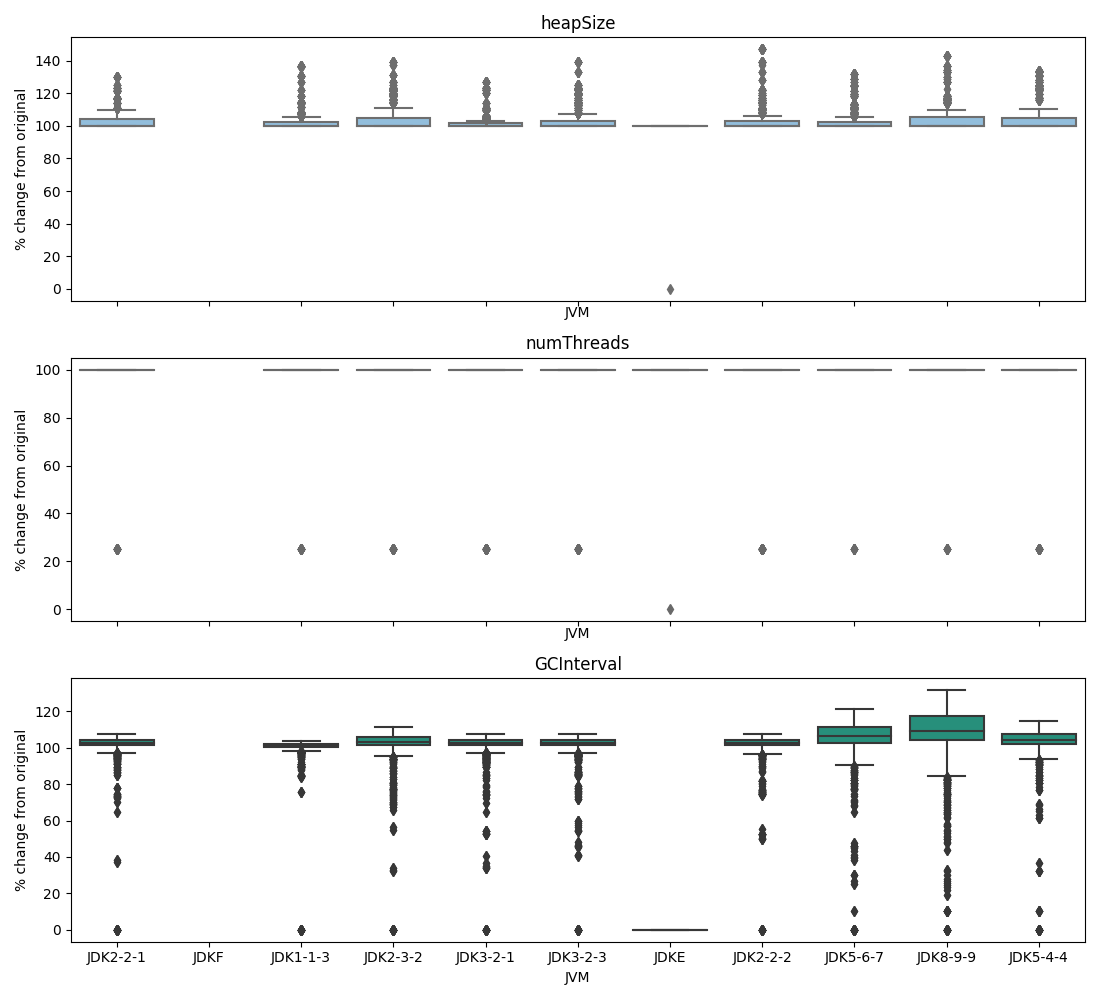 heapSize
% change from original
140
120
100
80
60
40
20
0
JVM
numThreads
% change from original
100
80
60
40
20
0
JVM
GCInterval
% change from original
120
100
80
60
40
20
0
JDK2-2-1 JDKF JDK1-1-3 JDK2-3-2 JDK3-2-1 JDK3-2-3 JDKE JDK2-2-2 JDK5-6-7 JDK8-9-9 JDK5-4-4
JVM